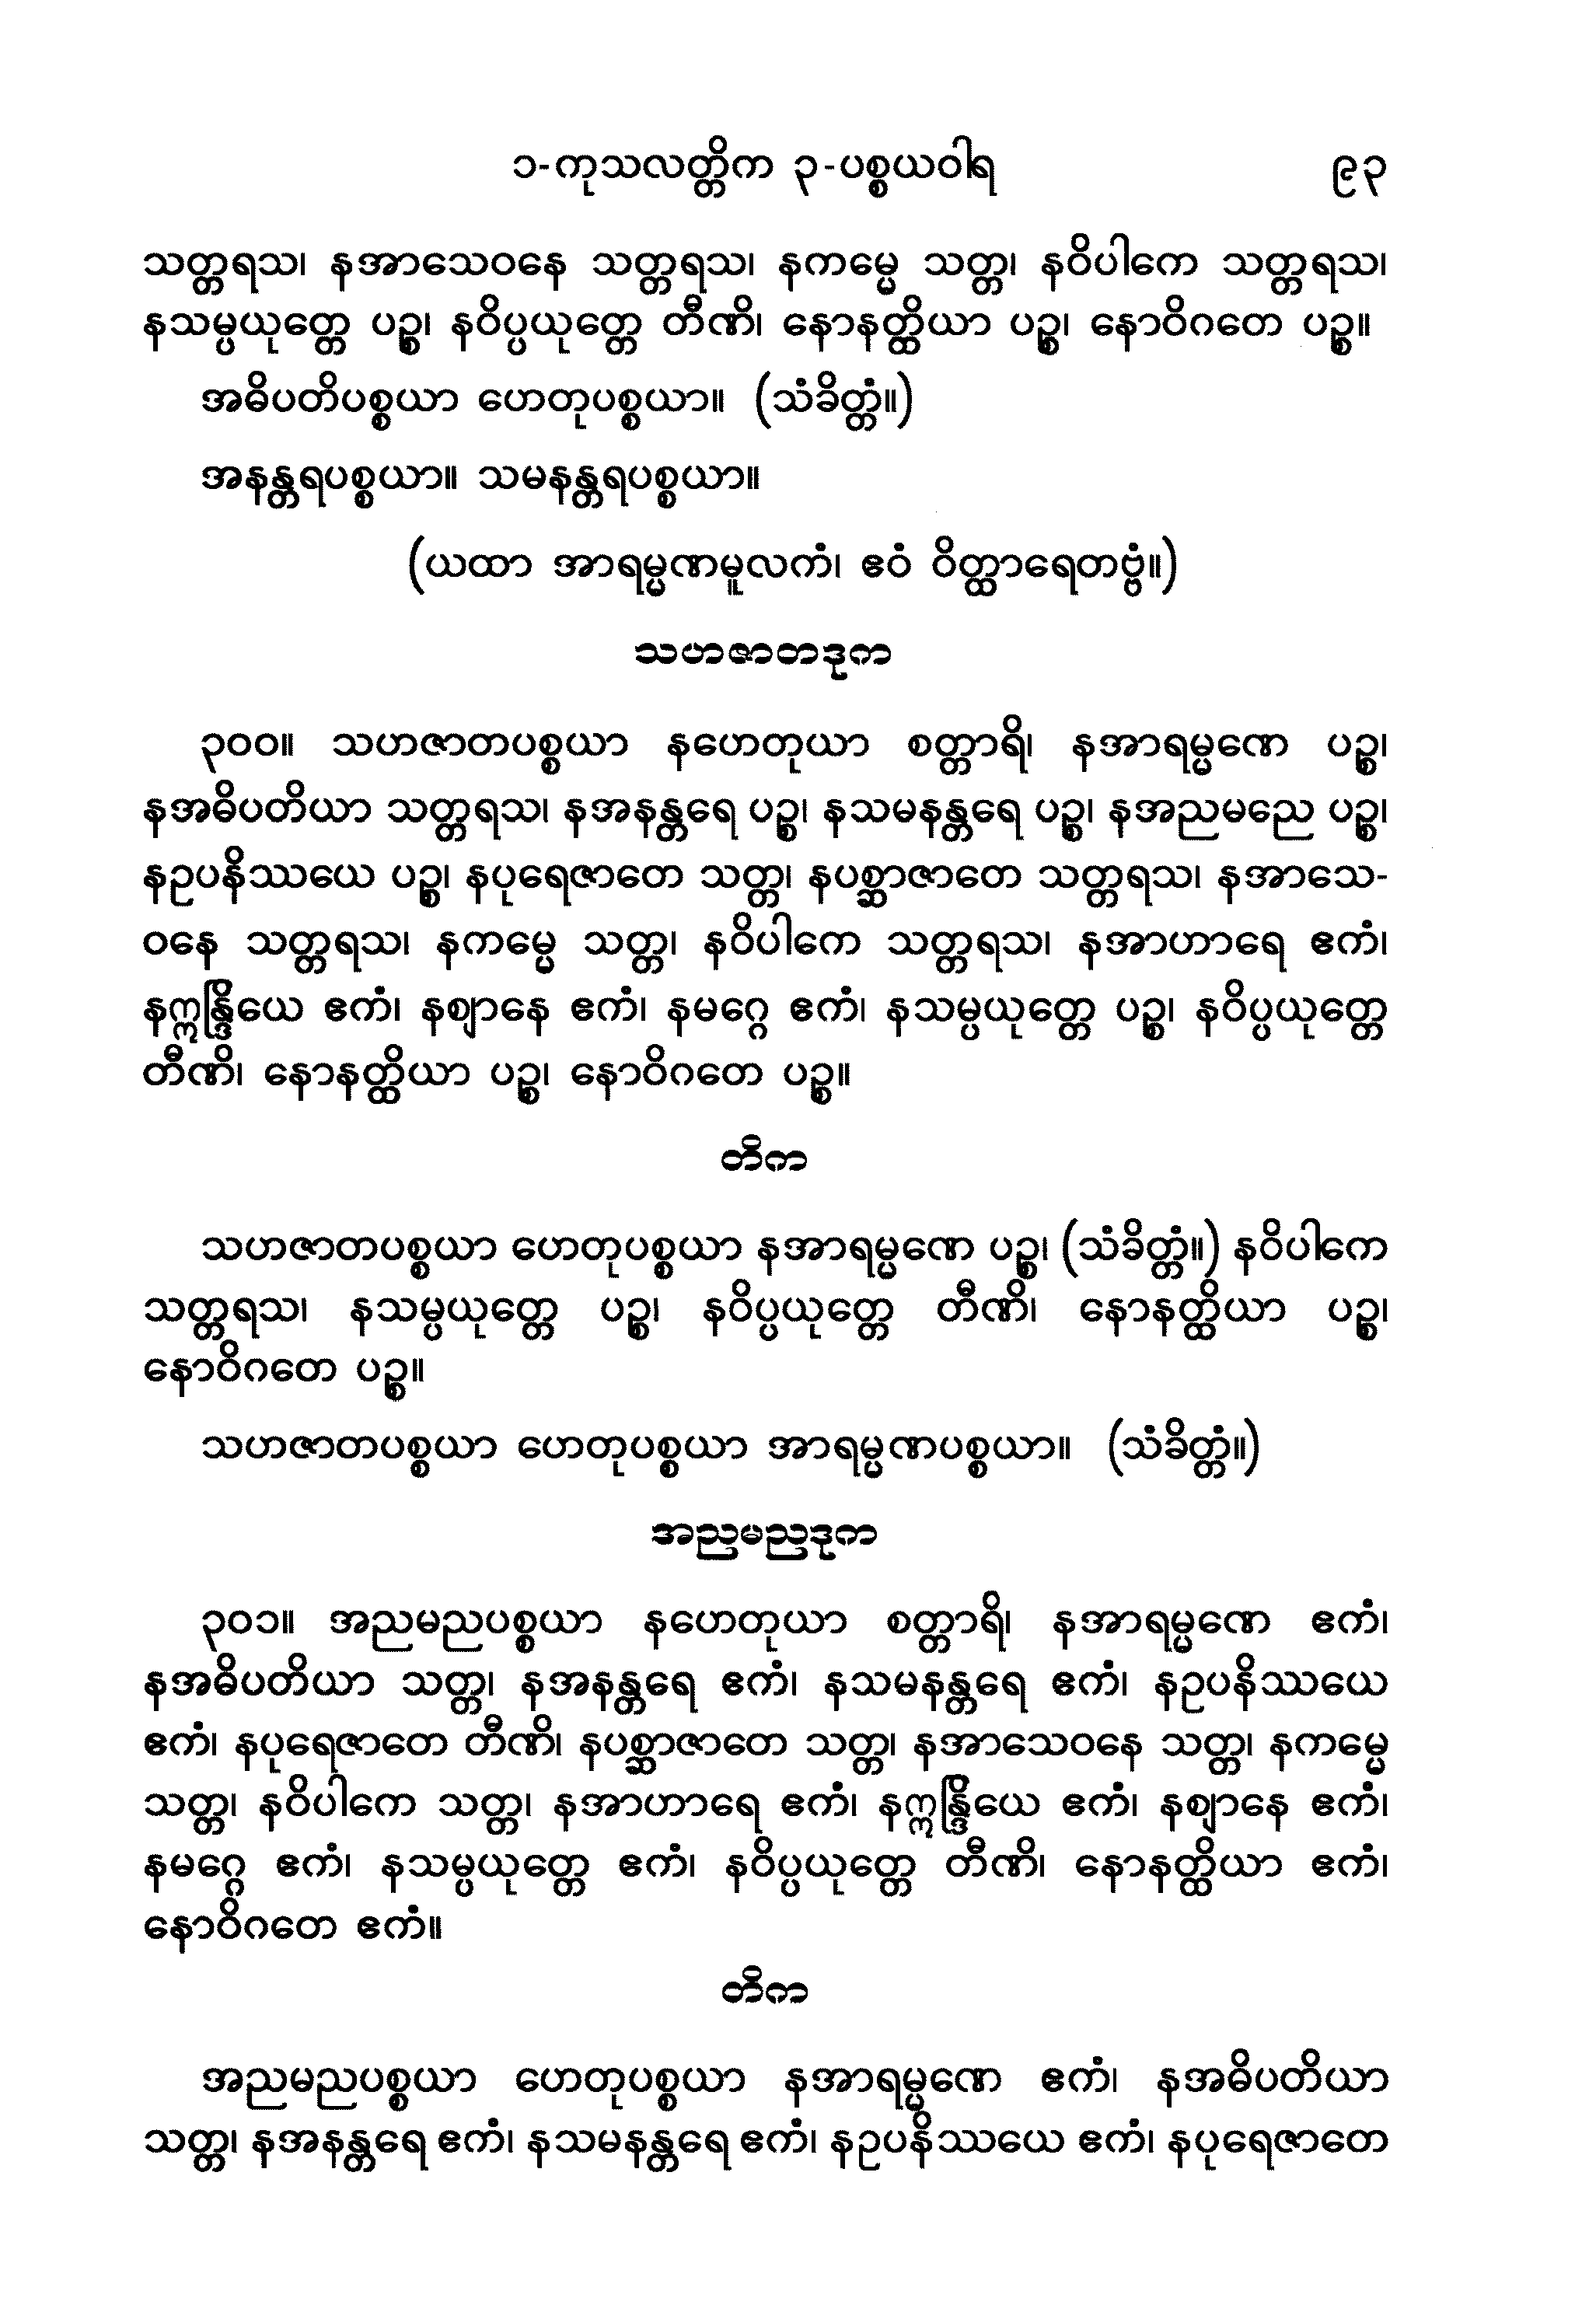 ၁-ကုသလတ္တိက ၃-ပစ္စယဝါရ ၉၃
သတ္တရသ၊ နအာသေဝနေ သတ္တရသ၊ နကမ္မေ သတ္တ၊ နဝိပါကေ သတ္တရသ၊
နသမ္ပယုတ္တေ ပဉ္စ၊ နဝိပ္ပယုတ္တေ တီဏိ၊ နောနတ္ထိယာ ပဉ္စ၊ နောဝိဂတေ ပဉ္စ။
အဓိပတိပစ္စယာ ဟေတုပစ္စယာ။ (သံခိတ္တံ။)
အနန္တရပစ္စယာ။ သမနန္တရပစ္စယာ။
(ယထာ အာရမ္မဏမူလကံ၊ ဧဝံ ဝိတ္ထာရေတဗ္ဗံ။)
သဟဇာတဒုက
၃၀၀။ သဟဇာတပစ္စယာ နဟေတုယာ စတ္တာရိ၊ နအာရမ္မဏေ ပဉ္စ၊
နအဓိပတိယာ သတ္တရသ၊ နအနန္တရေ ပဉ္စ၊ နသမနန္တရေ ပဉ္စ၊ နအညမညေ ပဉ္စ၊
နဥပနိဿယေ ပဉ္စ၊ နပုရေဇာတေ သတ္တ၊ နပစ္ဆာဇာတေ သတ္တရသ၊ နအာသေ-
ဝနေ သတ္တရသ၊ နကမ္မေ သတ္တ၊ နဝိပါကေ သတ္တရသ၊ နအာဟာရေ ဧကံ၊
နဣန္ဒြိယေ ဧကံ၊ နဈာနေ ဧကံ၊ နမဂ္ဂေ ဧကံ၊ နသမ္ပယုတ္တေ ပဉ္စ၊ နဝိပ္ပယုတ္တေ
တီဏိ၊ နောနတ္ထိယာ ပဉ္စ၊ နောဝိဂတေ ပဉ္စ။
တိက
သဟဇာတပစ္စယာ ဟေတုပစ္စယာ နအာရမ္မဏေ ပဉ္စ၊ (သံခိတ္တံ။) နဝိပါကေ
သတ္တရသ၊ နသမ္ပယုတ္တေ ပဉ္စ၊ နဝိပ္ပယုတ္တေ တီဏိ၊ နောနတ္ထိယာ ပဉ္စ၊
နောဝိဂတေ ပဉ္စ။
သဟဇာတပစ္စယာ ဟေတုပစ္စယာ အာရမ္မဏပစ္စယာ။ (သံခိတ္တံ။)
အညမညဒုက
၃၀၁။ အညမညပစ္စယာ နဟေတုယာ စတ္တာရိ၊ နအာရမ္မဏေ ဧကံ၊
နအဓိပတိယာ သတ္တ၊ နအနန္တရေ ဧကံ၊ နသမနန္တရေ ဧကံ၊ နဥပနိဿယေ
ဧကံ၊ နပုရေဇာတေ တီဏိ၊ နပစ္ဆာဇာတေ သတ္တ၊ နအာသေဝနေ သတ္တ၊ နကမ္မေ
သတ္တ၊ နဝိပါကေ သတ္တ၊ နအာဟာရေ ဧကံ၊ နဣန္ဒြိယေ ဧကံ၊ နဈာနေ ဧကံ၊
နမဂ္ဂေ ဧကံ၊ နသမ္ပယုတ္တေ ဧကံ၊ နဝိပ္ပယုတ္တေ တီဏိ၊ နောနတ္ထိယာ ဧကံ၊
နောဝိဂတေ ဧကံ။
တိက
အညမညပစ္စယာ ဟေတုပစ္စယာ နအာရမ္မဏေ ဧကံ၊ နအဓိပတိယာ
သတ္တ၊ နအနန္တရေ ဧကံ၊ နသမနန္တရေ ဧကံ၊ နဥပနိဿယေ ဧကံ၊ နပုရေဇာတေ